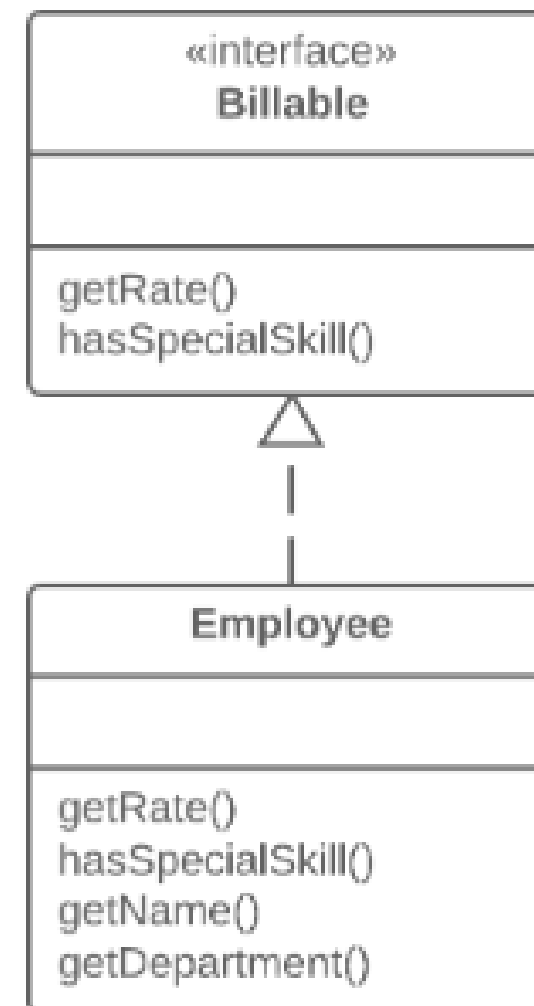 «interface»
Billable
getRate()
hasSpecialSkill()
Employee
getRate()
hasSpecialSkill()
getName()
getDepartment()